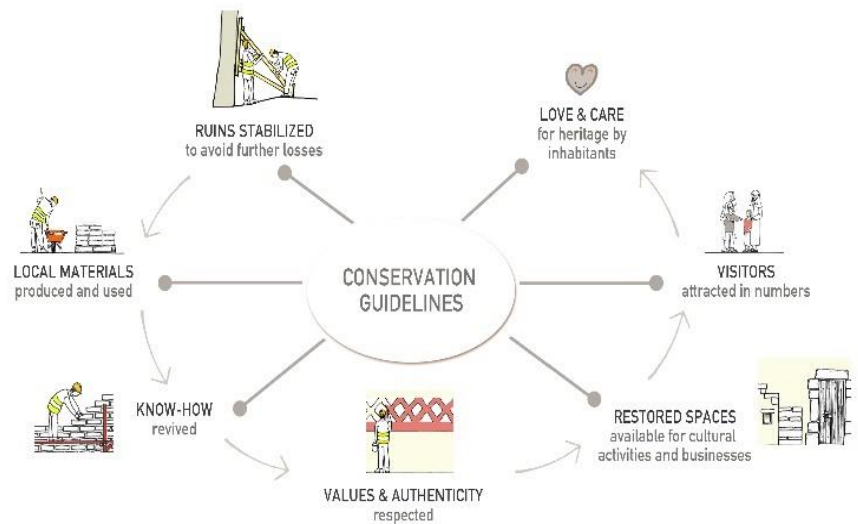 RUINS STABILIZED
to avoid further losses
LOVE & CARE
for heritage by
inhabitants
LOCAL MATERIALS
produced and used
CONSERVATION
GUIDELINES
VISITORS
attracted in numbers
KNOW-HOW
revived
RESTORED SPACES
available for cultural
activities and businesses
VALUES & AUTHENTICITY
respected